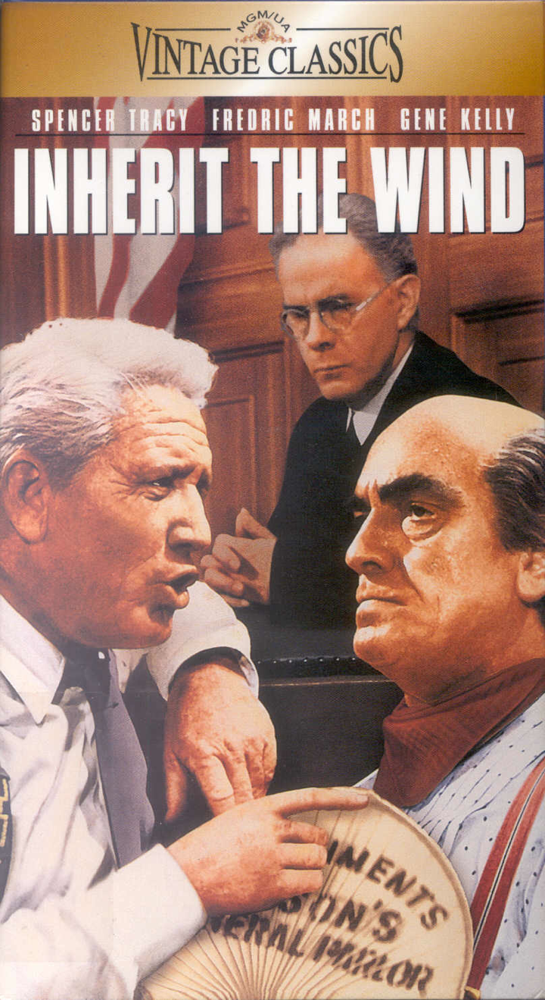 MGM/UA
VINTAGE CLASSICS
SPENCER TRACY FREDRIC MARCH GENE KELLY
INHERIT THE WIND
IMENTS
SON'S
ERAL PARLOR